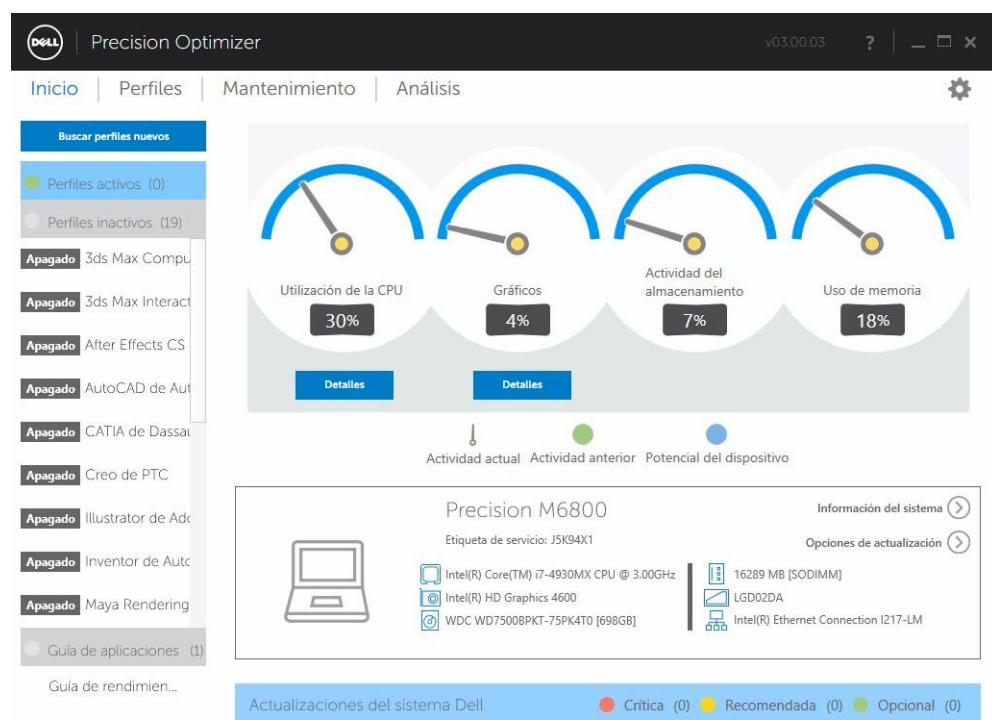 DELL Precision Optimizer v03.00.03 ?
Inicio Perfiles Mantenimiento Análisis
Buscar perfiles nuevos
Perfiles activos (0)
Perfiles inactivos (19)
Apagado 3ds Max Compu
Apagado 3ds Max Interact
Apagado After Effects CS
Apagado AutoCAD de Aut
Apagado CATIA de Dassau
Apagado Creo de PTC
Apagado Illustrator de Ado
Apagado Inventor de Auto
Apagado Maya Rendering
Guía de aplicaciones (1)
Guía de rendimien...
Utilización de la CPU
30%
Detalles
Gráficos
4%
Detalles
Actividad del
almacenamiento
7%
Uso de memoria
18%
Actividad actual Actividad anterior Potencial del dispositivo
Precision M6800
Etiqueta de servicio: J5K94X1
Información del sistema
Opciones de actualización
Intel(R) Core(TM) i7-4930MX CPU @ 3.00GHz
Intel(R) HD Graphics 4600
WDC WD7500BPKT-75PK4T0 [698GB]
16289 MB [SODIMM]
LGD02DA
Intel(R) Ethernet Connection I217-LM
Actualizaciones del sistema Dell Crítica (0) Recomendada (0) Opcional (0)